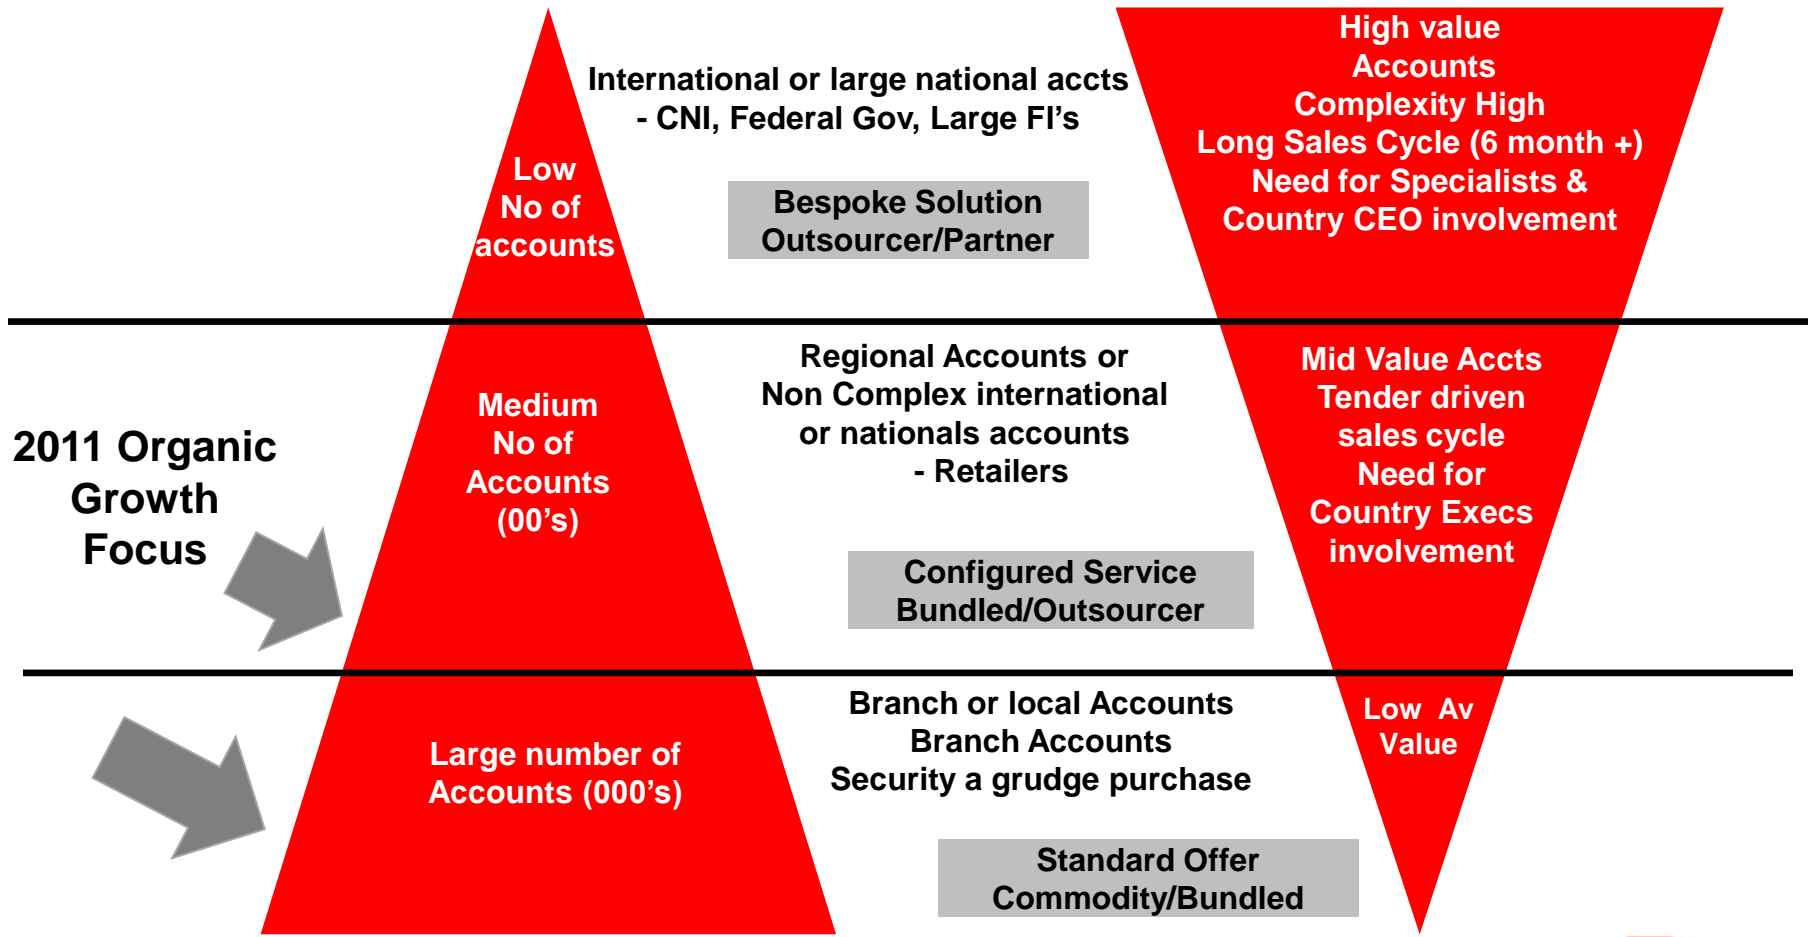 International or large national accts
- CNI, Federal Gov, Large FI’s
Low
No of
accounts
Bespoke Solution
Outsourcer/Partner
High value
Accounts
Complexity High
Long Sales Cycle (6 month +)
Need for Specialists &
Country CEO involvement
2011 Organic
Growth
Focus
Medium
No of
Accounts
(00’s)
Regional Accounts or
Non Complex international
or nationals accounts
- Retailers
Configured Service
Bundled/Outsourcer
Mid Value Accts
Tender driven
sales cycle
Need for
Country Execs
involvement
Large number of
Accounts (000’s)
Branch or local Accounts
Branch Accounts
Security a grudge purchase
Standard Offer
Commodity/Bundled
Low Av
Value